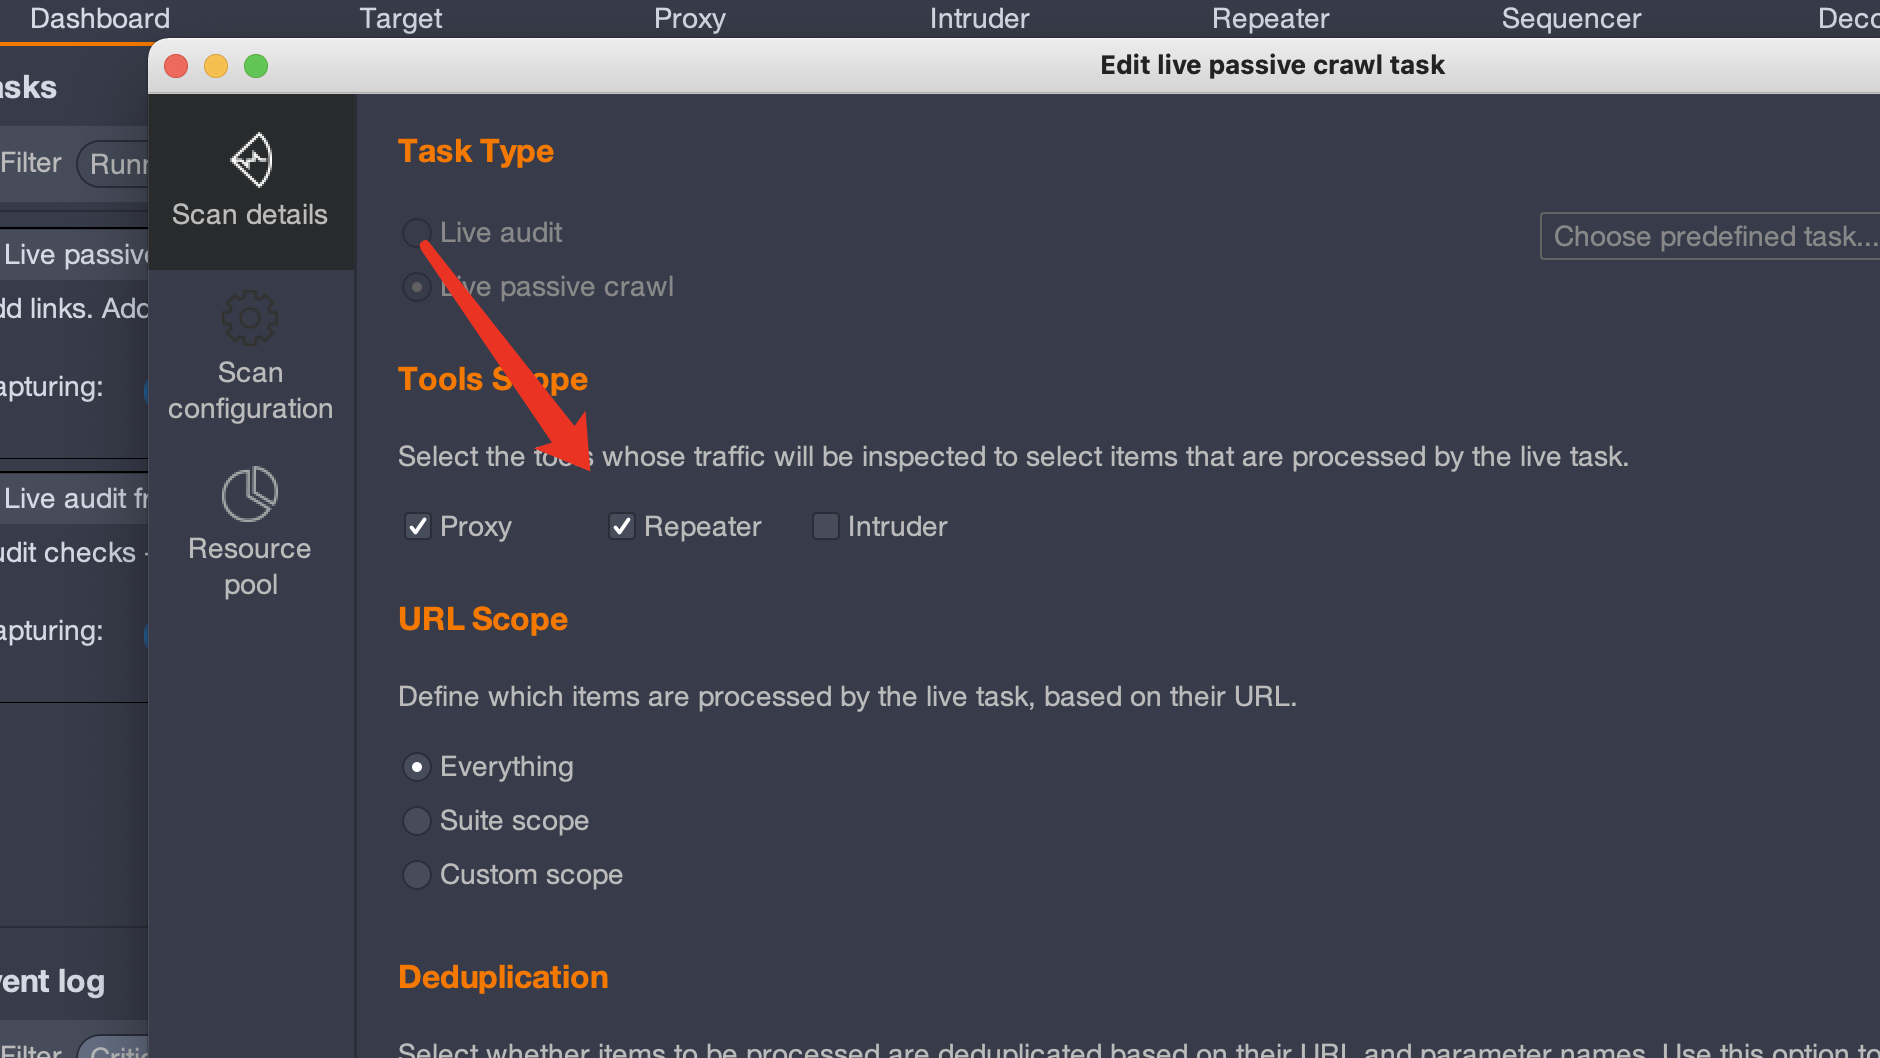 Dashboard Target Proxy Intruder Repeater Sequencer Deco
Edit live passive crawl task
asks
Filter Runn
Live passive
dd links. Add
apturing:
Live audit fr
udit checks -
apturing:
vent log
Filter Critic
Scan details
Scan
configuration
Resource
pool
Task Type
Live audit
Choose predefined task...
Live passive crawl
Tools Scope
Select the tools whose traffic will be inspected to select items that are processed by the live task.
Proxy Repeater Intruder
URL Scope
Define which items are processed by the live task, based on their URL.
Everything
Suite scope
Custom scope
Deduplication
Select whether items to be processed are deduplicated based on their URL and parameter names. Use this option to